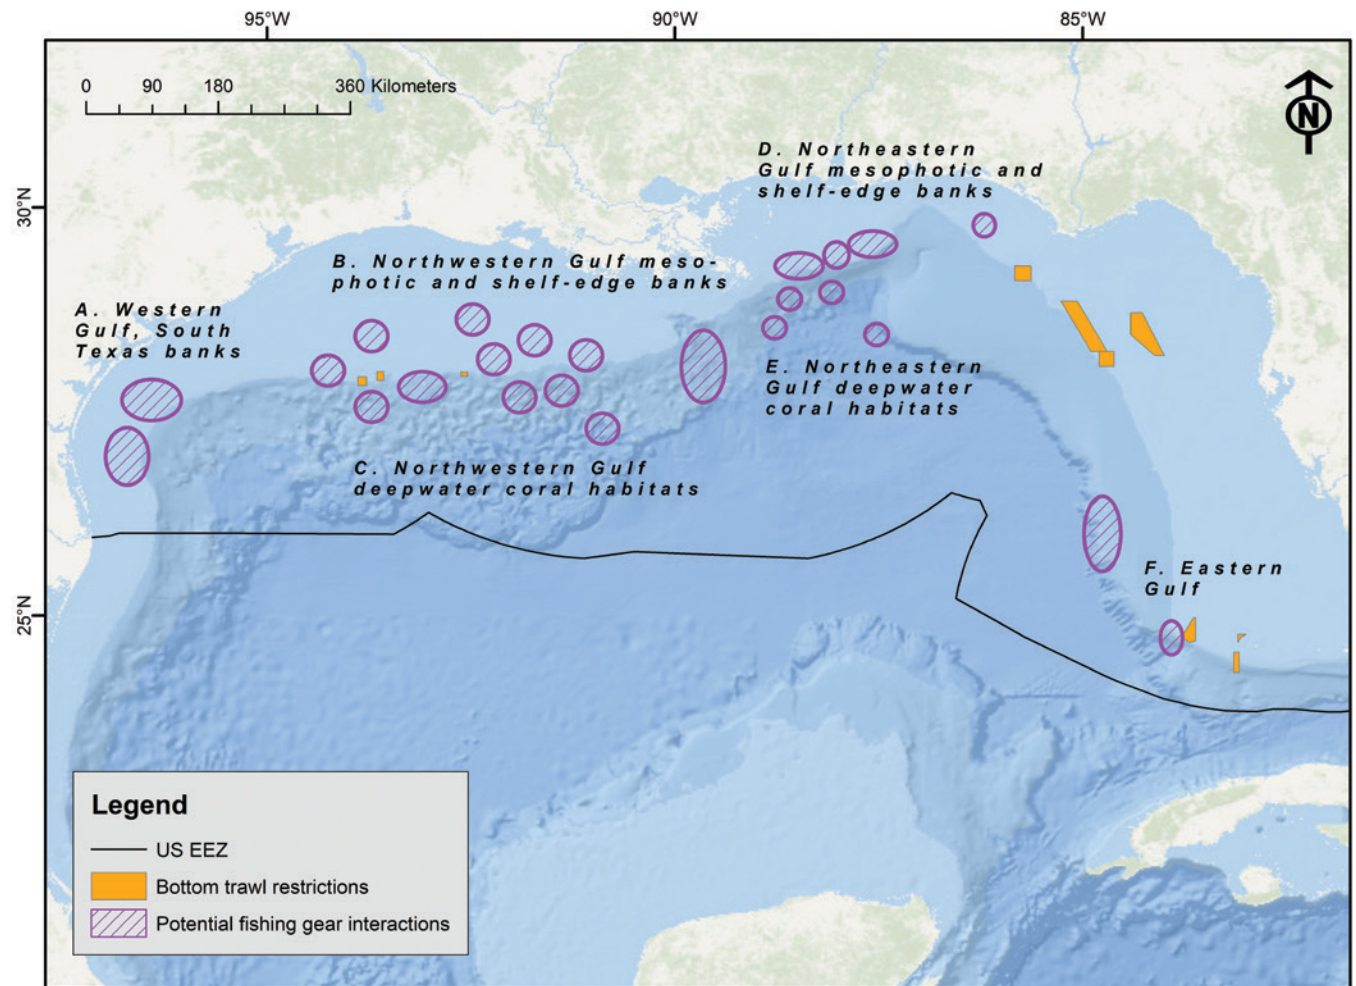 95°W
90°W
85°W
0 90 180 360 Kilometers
N
D. Northeastern
Gulf mesophotic and
shelf-edge banks
30°N
B. Northwestern Gulf meso-
photic and shelf-edge banks
A. Western
Gulf, South
Texas banks
E. Northeastern
Gulf deepwater
coral habitats
C. Northwestern Gulf
deepwater coral habitats
F. Eastern
Gulf
25°N
Legend
US EEZ
Bottom trawl restrictions
Potential fishing gear interactions